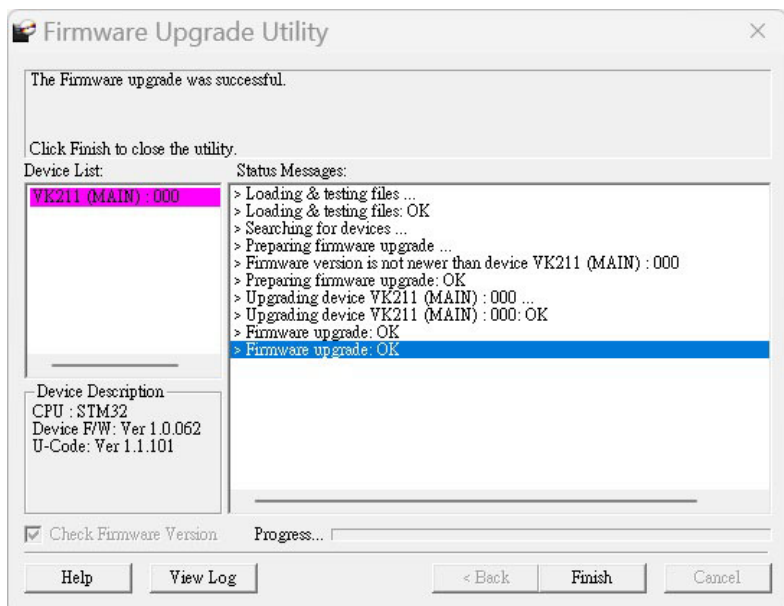 Firmware Upgrade Utility
The Firmware upgrade was successful.
Click Finish to close the utility.
Device List:
Status Messages:
VK211 (MAIN) : 000
> Loading & testing files ...
> Loading & testing files: OK
> Searching for devices ...
> Preparing firmware upgrade ...
> Firmware version is not newer than device VK211 (MAIN) : 000
> Preparing firmware upgrade: OK
> Upgrading device VK211 (MAIN) : 000 ...
> Upgrading device VK211 (MAIN) : 000: OK
> Firmware upgrade: OK
> Firmware upgrade: OK
Device Description
CPU : STM32
Device F/W: Ver 1.0.062
U-Code: Ver 1.1.101
Check Firmware Version
Progress...
Help
View Log
< Back
Finish
Cancel